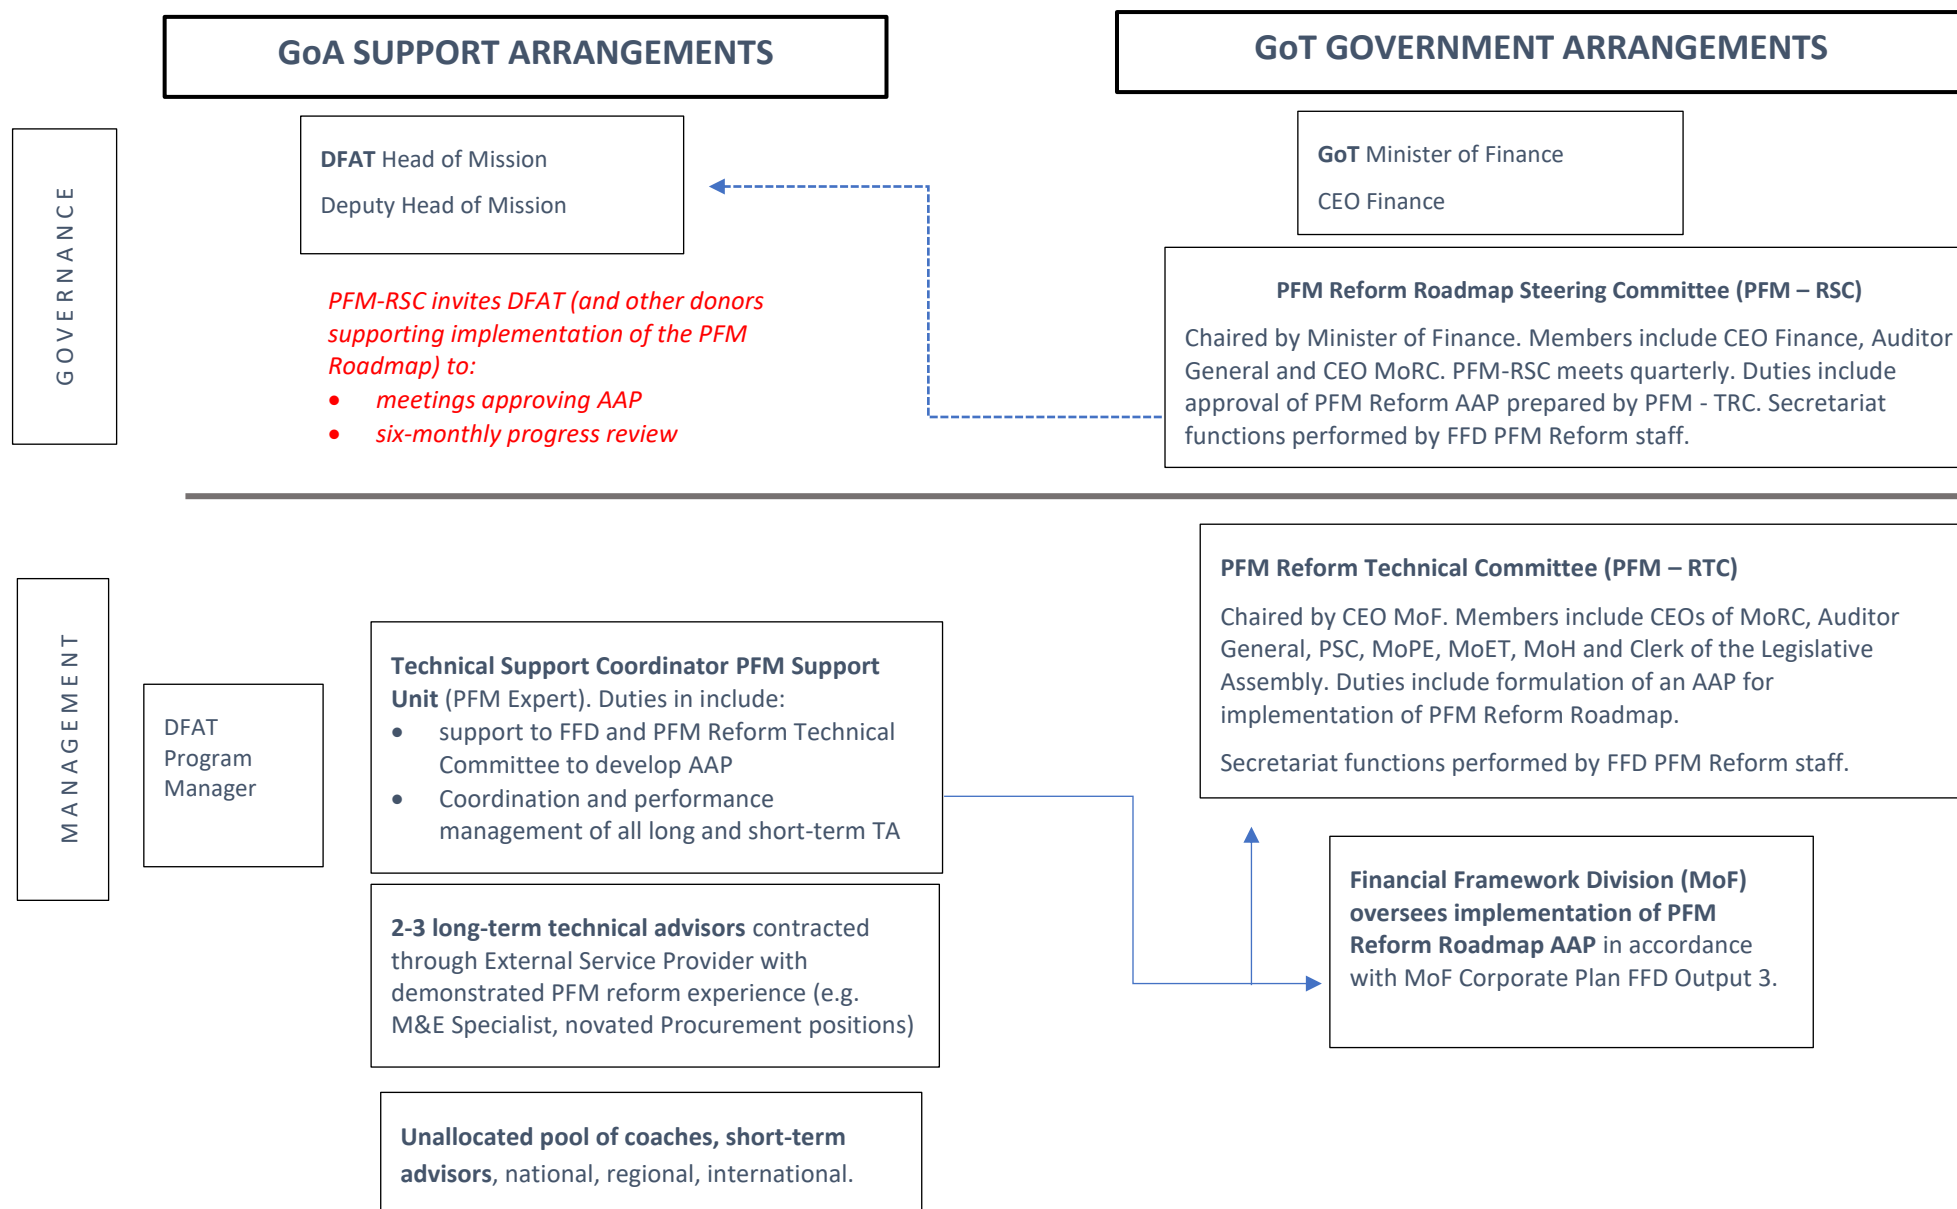 GoA SUPPORT ARRANGEMENTS
GoT GOVERNMENT ARRANGEMENTS
GOVERNANCE
DFAT Head of Mission
Deputy Head of Mission
GoT Minister of Finance
CEO Finance
PFM-RSC invites DFAT (and other donors
supporting implementation of the PFM
Roadmap) to:
• meetings approving AAP
• six-monthly progress review
PFM Reform Roadmap Steering Committee (PFM – RSC)
Chaired by Minister of Finance. Members include CEO Finance, Auditor
General and CEO MoRC. PFM-RSC meets quarterly. Duties include
approval of PFM Reform AAP prepared by PFM - TRC. Secretariat
functions performed by FFD PFM Reform staff.
MANAGEMENT
DFAT
Program
Manager
Technical Support Coordinator PFM Support
Unit (PFM Expert). Duties in include:
• support to FFD and PFM Reform Technical
Committee to develop AAP
• Coordination and performance
management of all long and short-term TA
2-3 long-term technical advisors contracted
through External Service Provider with
demonstrated PFM reform experience (e.g.
M&E Specialist, novated Procurement positions)
Unallocated pool of coaches, short-term
advisors, national, regional, international.
PFM Reform Technical Committee (PFM – RTC)
Chaired by CEO MoF. Members include CEOs of MoRC, Auditor
General, PSC, MoPE, MoET, MoH and Clerk of the Legislative
Assembly. Duties include formulation of an AAP for
implementation of PFM Reform Roadmap.
Secretariat functions performed by FFD PFM Reform staff.
Financial Framework Division (MoF)
oversees implementation of PFM
Reform Roadmap AAP in accordance
with MoF Corporate Plan FFD Output 3.